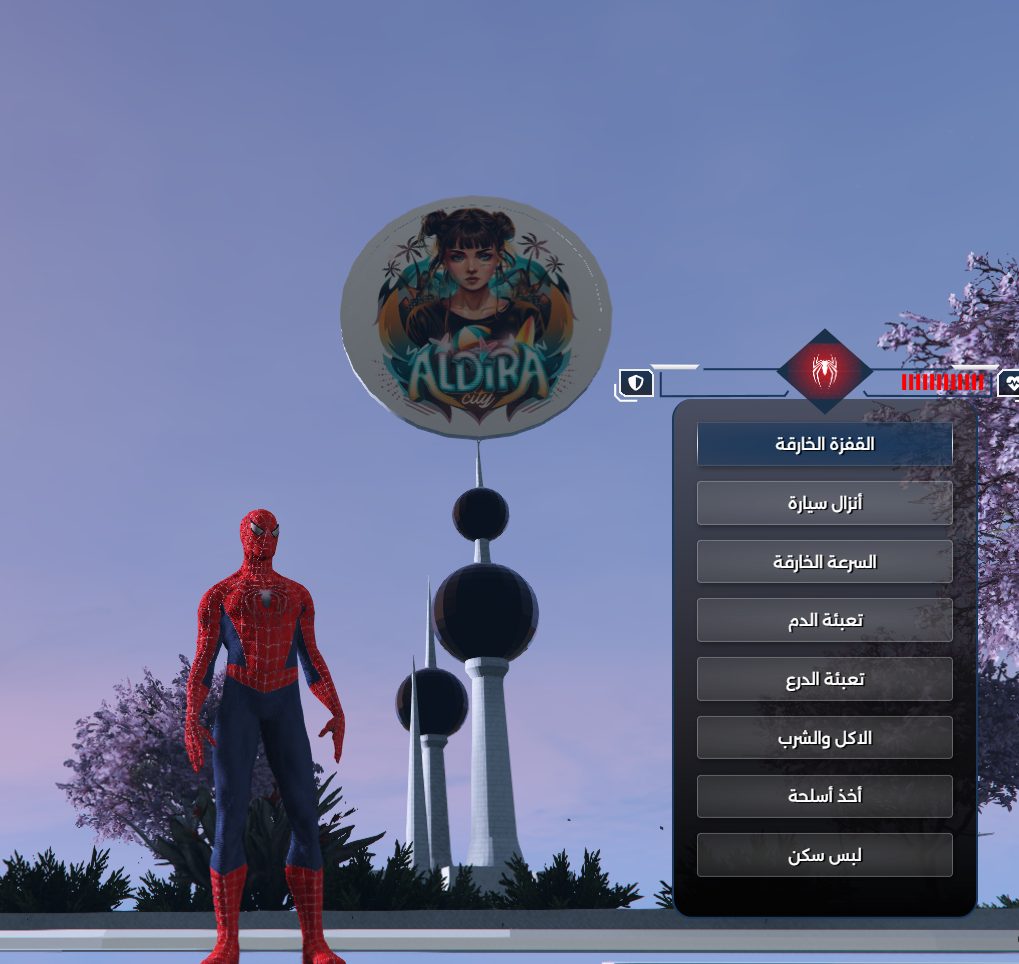 ALDIRA
city
القفزة الخارقة
أنزال سيارة
السرعة الخارقة
تعبئة الدم
تعبئة الدرع
الاكل والشرب
أخذ أسلحة
لبس سكن